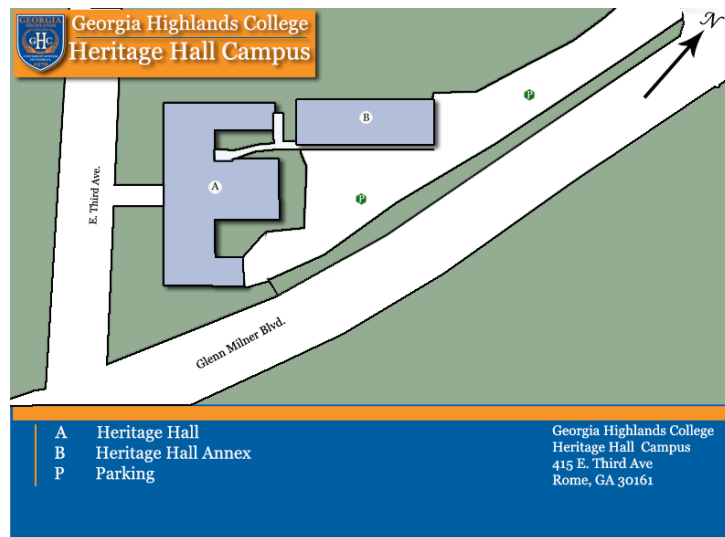 GEORGIA
HIGHLANDS
GHC
Georgia Highlands College
Heritage Hall Campus
N
B
P
A
P
E. Third Ave.
Glenn Milner Blvd.
A Heritage Hall
B Heritage Hall Annex
P Parking
Georgia Highlands College
Heritage Hall Campus
415 E. Third Ave
Rome, GA 30161